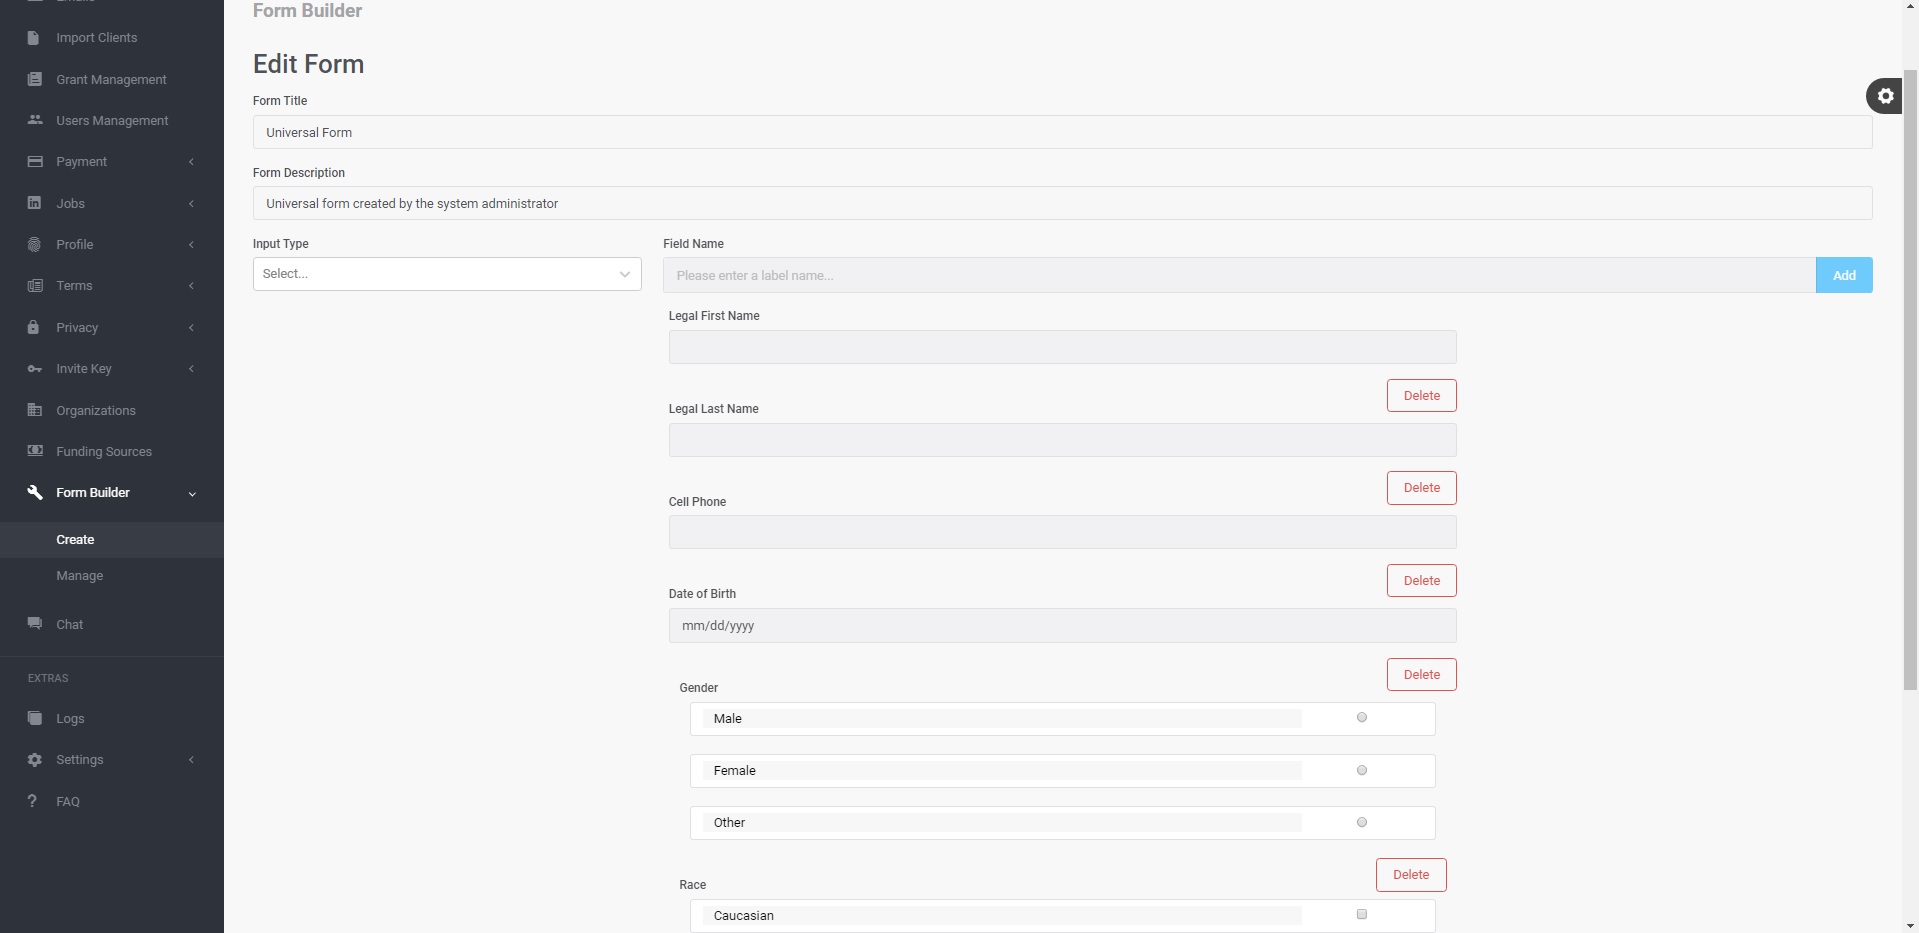 Import Clients
Grant Management
Users Management
Payment
Jobs
Profile
Terms
Privacy
Invite Key
Organizations
Funding Sources
Form Builder
Create
Manage
Chat
EXTRAS
Logs
Settings
FAQ
Form Builder
Edit Form
Form Title
Universal Form
Form Description
Universal form created by the system administrator
Input Type
Select...
Field Name
Please enter a label name...
Add
Legal First Name
Delete
Legal Last Name
Delete
Cell Phone
Delete
Date of Birth
mm/dd/yyyy
Delete
Gender
Male
Female
Other
Delete
Race
Caucasian